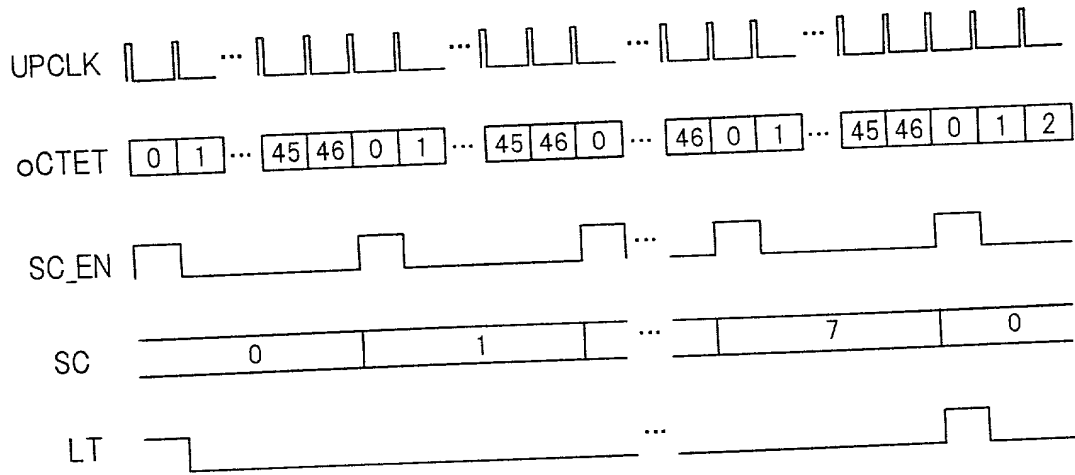 UPCLK ... ... ... ...
oCTET 0 1 ... 45 46 0 1 ... 45 46 0 ... 46 0 1 ... 45 46 0 1 2
SC_EN ...
SC 0 1 ... 7 0
LT ...